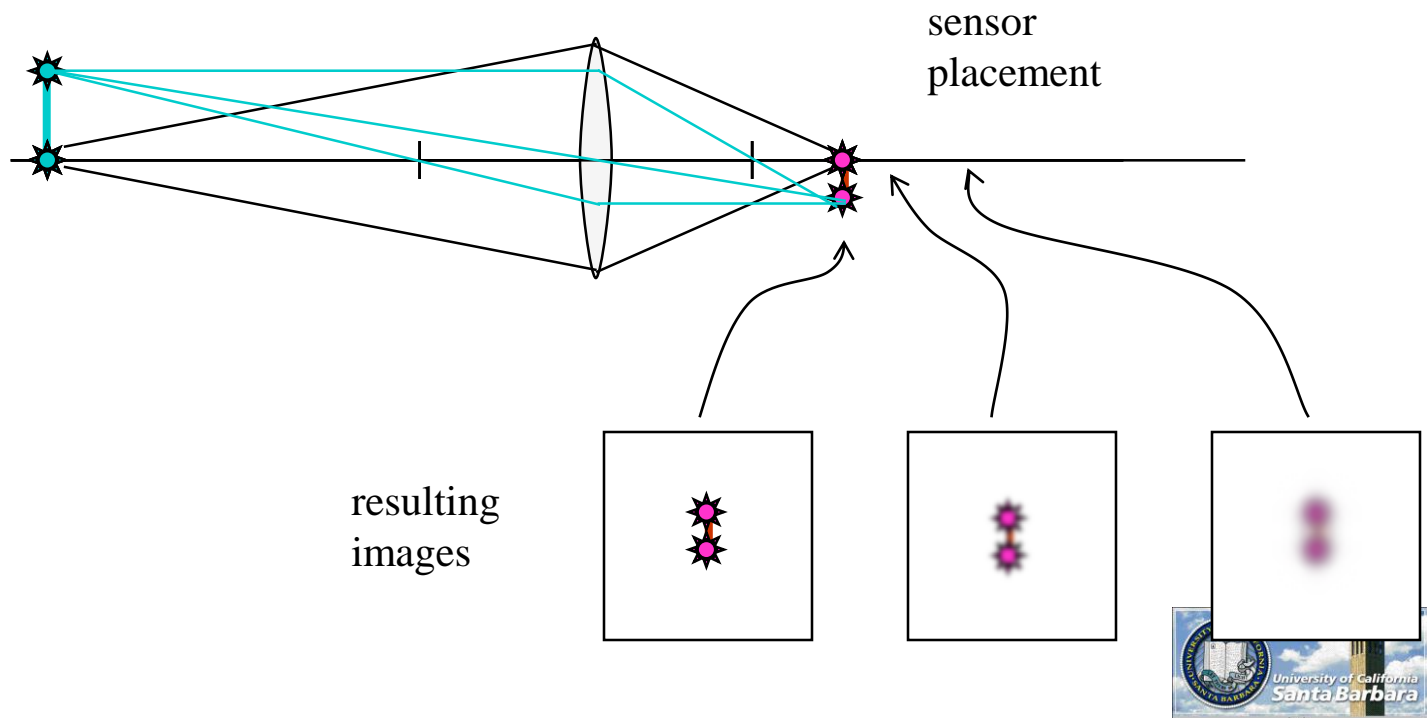 sensor
placement
resulting
images
University of California
Santa Barbara